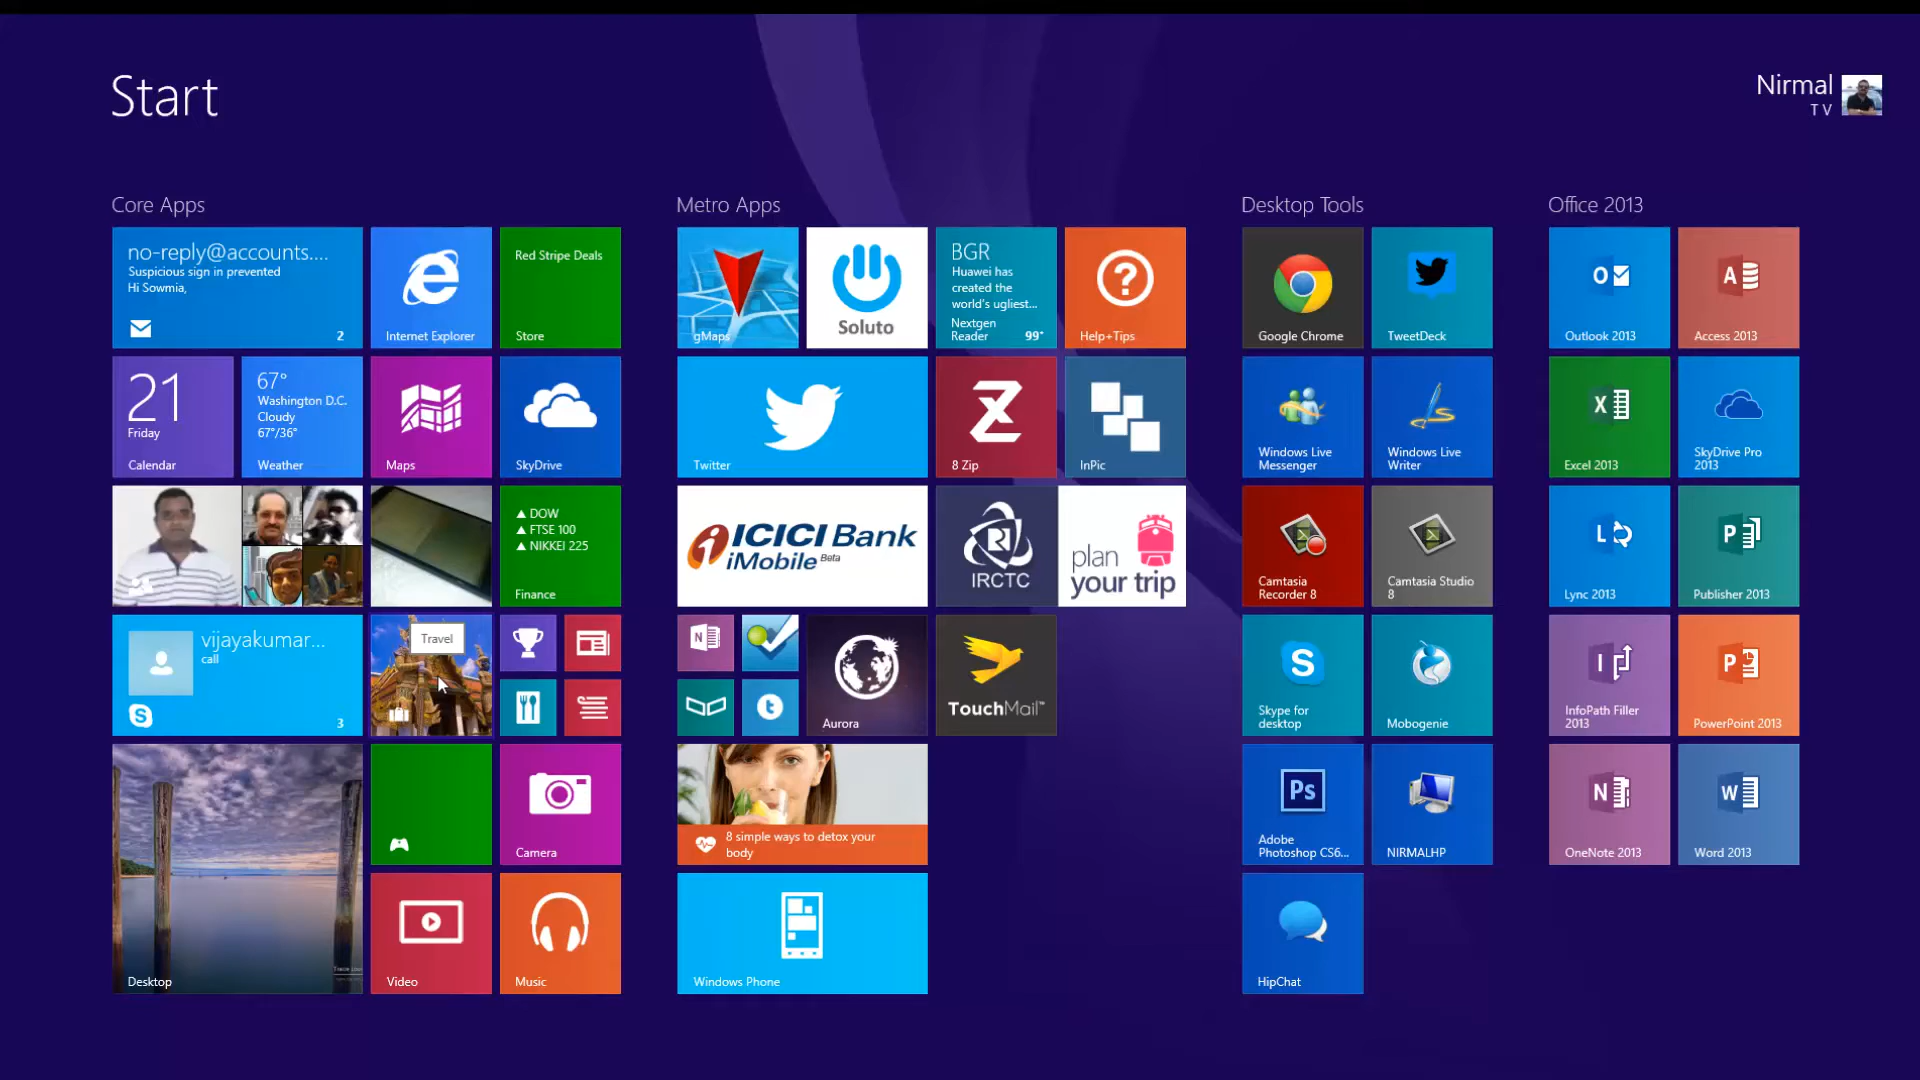 Start
Nirmal
TV
Core Apps
Metro Apps
Desktop Tools
Office 2013
no-reply@accounts....
Suspicious sign in prevented
Hi Sowmia,
2
Internet Explorer
Red Stripe Deals
Store
21
Friday
Calendar
67°
Washington D.C.
Cloudy
67°/36°
Weather
Maps
SkyDrive
▲ DOW
▲ FTSE 100
▲ NIKKEI 225
Finance
vijayakumar...
call
3
Travel
Desktop
Camera
Video
Music
gMaps
Soluto
BGR
Huawei has
created the
world's ugliest...
Nextgen
Reader
99+
Help+Tips
Twitter
8 Zip
InPic
ICICI Bank
iMobile Beta
IRCTC
plan
your trip
Aurora
TouchMail™
8 simple ways to detox your
body
Windows Phone
Google Chrome
TweetDeck
Windows Live
Messenger
Windows Live
Writer
Camtasia
Recorder 8
Camtasia Studio
8
Skype for
desktop
Mobogenie
Ps
Adobe
Photoshop CS6...
NIRMALHP
HipChat
Outlook 2013
Access 2013
Excel 2013
SkyDrive Pro
2013
Lync 2013
Publisher 2013
InfoPath Filler
2013
PowerPoint 2013
OneNote 2013
Word 2013